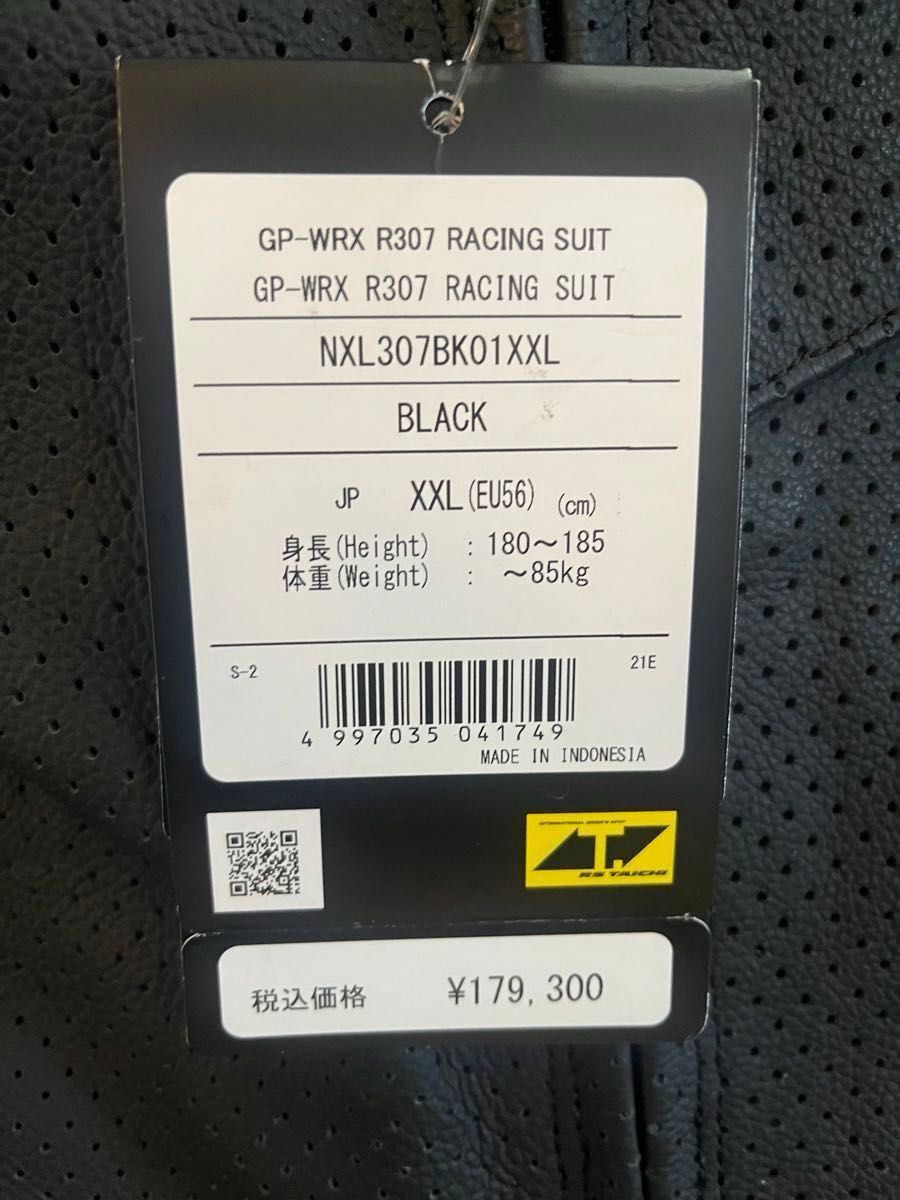 GP-WRX R307 RACING SUIT
GP-WRX R307 RACING SUIT
NXL307BK01XXL
BLACK
JP XXL(EU56) (cm)
身長(Height) : 180～185
体重(Weight) : ～85kg
S-2 21E
4 997035 041749
MADE IN INDONESIA
T.
RS TAICHI
税込価格 ¥179,300